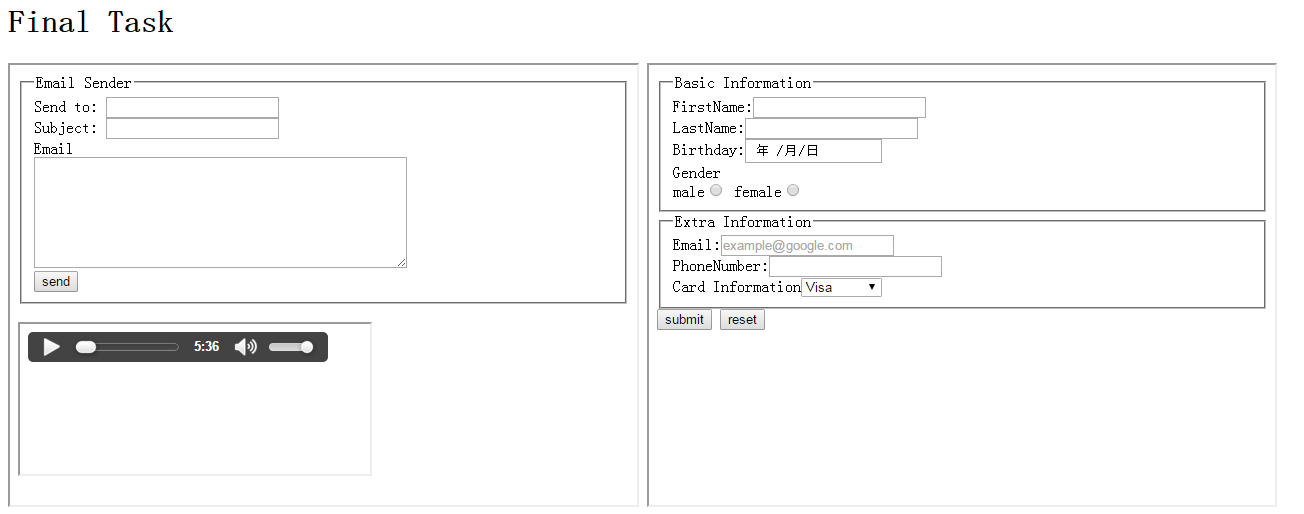 Final Task
Email Sender
Send to:
Subject:
Email
send
5:36
Basic Information
FirstName:
LastName:
Birthday: 年 /月/日
Gender
male female
Extra Information
Email: example@google.com
PhoneNumber:
Card Information Visa
submit reset